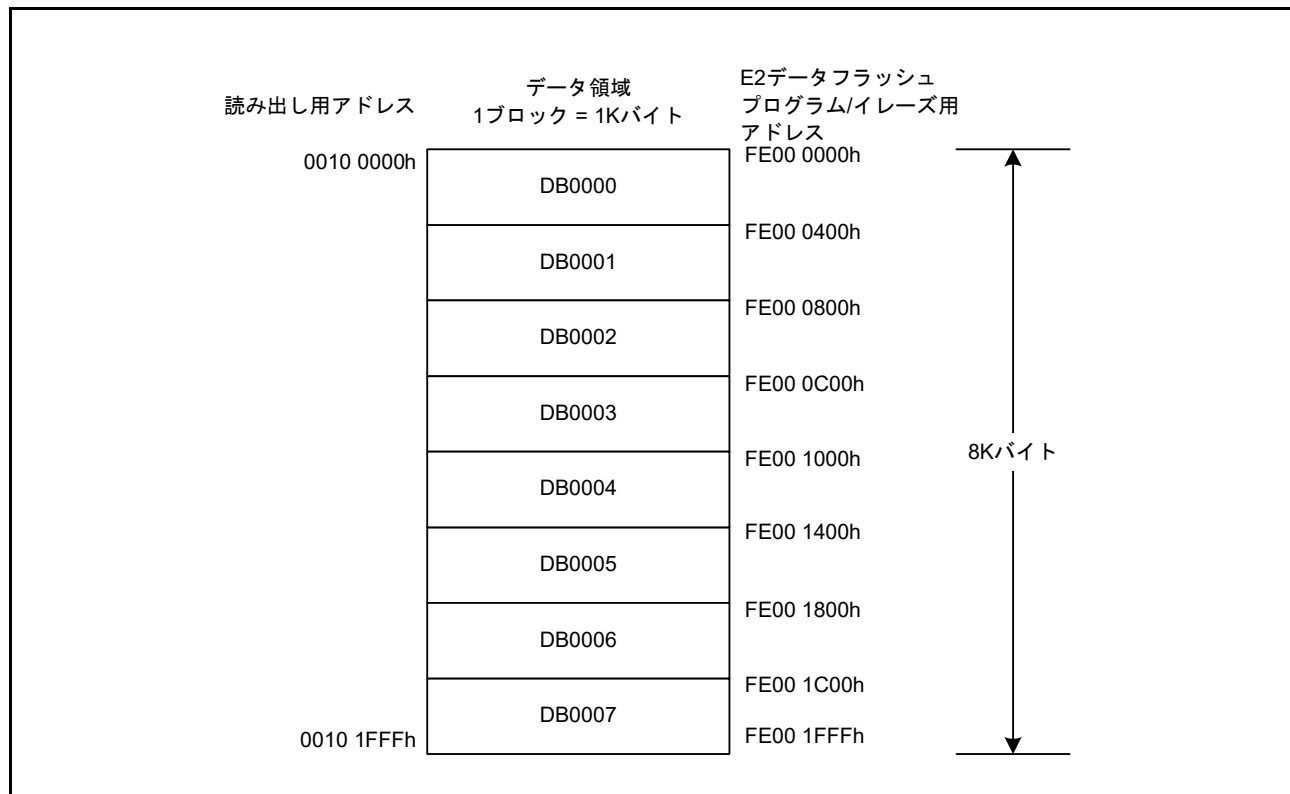 読み出し用アドレス
データ領域
1ブロック = 1Kバイト
E2データフラッシュ
プログラム/イレーズ用
アドレス
0010 0000h
DB0000
FE00 0000h
DB0001
FE00 0400h
DB0002
FE00 0800h
DB0003
FE00 0C00h
DB0004
FE00 1000h
8Kバイト
DB0005
FE00 1400h
DB0006
FE00 1800h
DB0007
FE00 1C00h
0010 1FFFh
FE00 1FFFh